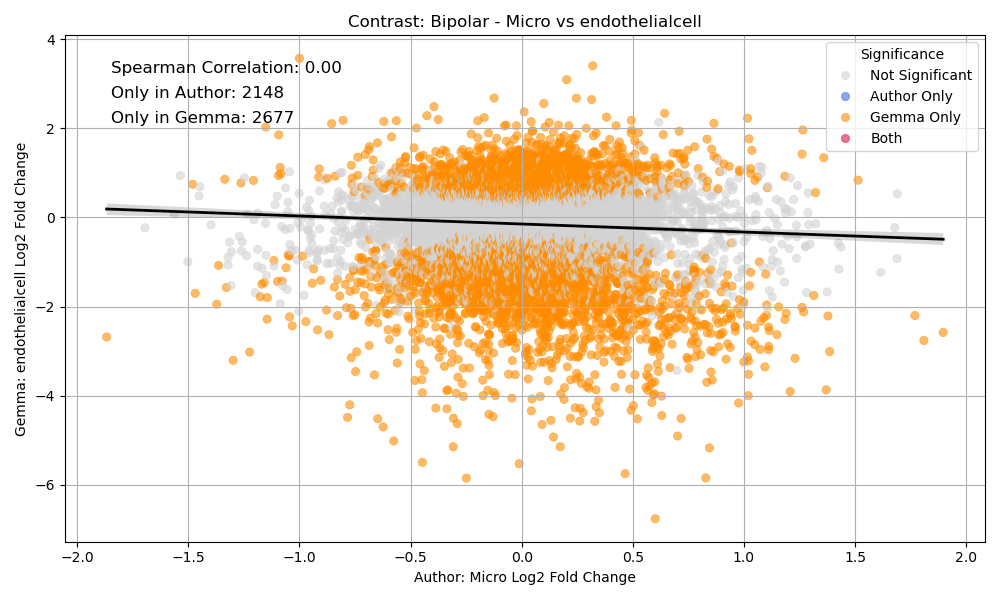 Contrast: Bipolar - Micro vs endothelialcell
Spearman Correlation: 0.00
Only in Author: 2148
Only in Gemma: 2677
Significance
Not Significant
Author Only
Gemma Only
Both
Gemma: endothelialcell Log2 Fold Change
4
2
0
−2
−4
−6
−2.0
−1.5
−1.0
−0.5
0.0
0.5
1.0
1.5
2.0
Author: Micro Log2 Fold Change